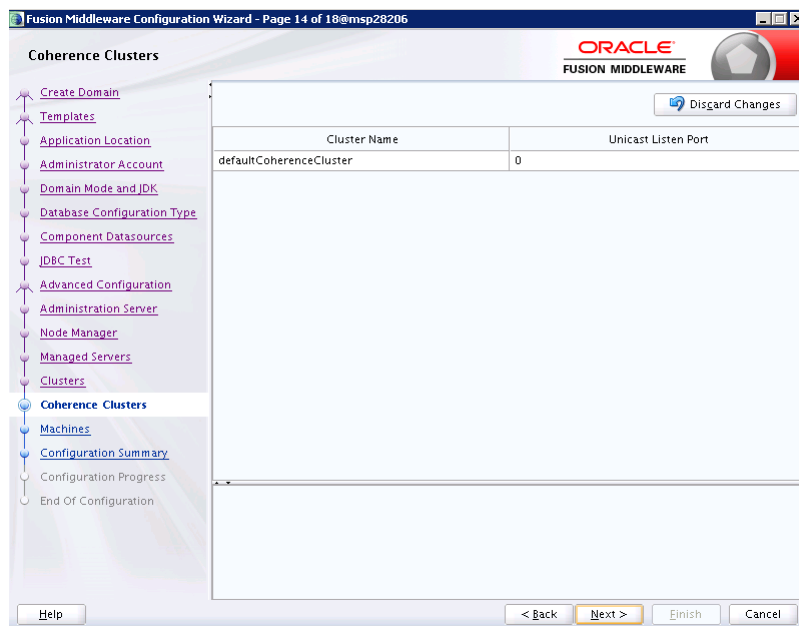 Fusion Middleware Configuration Wizard - Page 14 of 18@msp28206
Coherence Clusters
ORACLE
FUSION MIDDLEWARE
Create Domain
Templates
Application Location
Administrator Account
Domain Mode and JDK
Database Configuration Type
Component Datasources
JDBC Test
Advanced Configuration
Administration Server
Node Manager
Managed Servers
Clusters
Coherence Clusters
Machines
Configuration Summary
Configuration Progress
End Of Configuration
Discard Changes
Cluster Name Unicast Listen Port
defaultCoherenceCluster 0
Help < Back Next > Finish Cancel